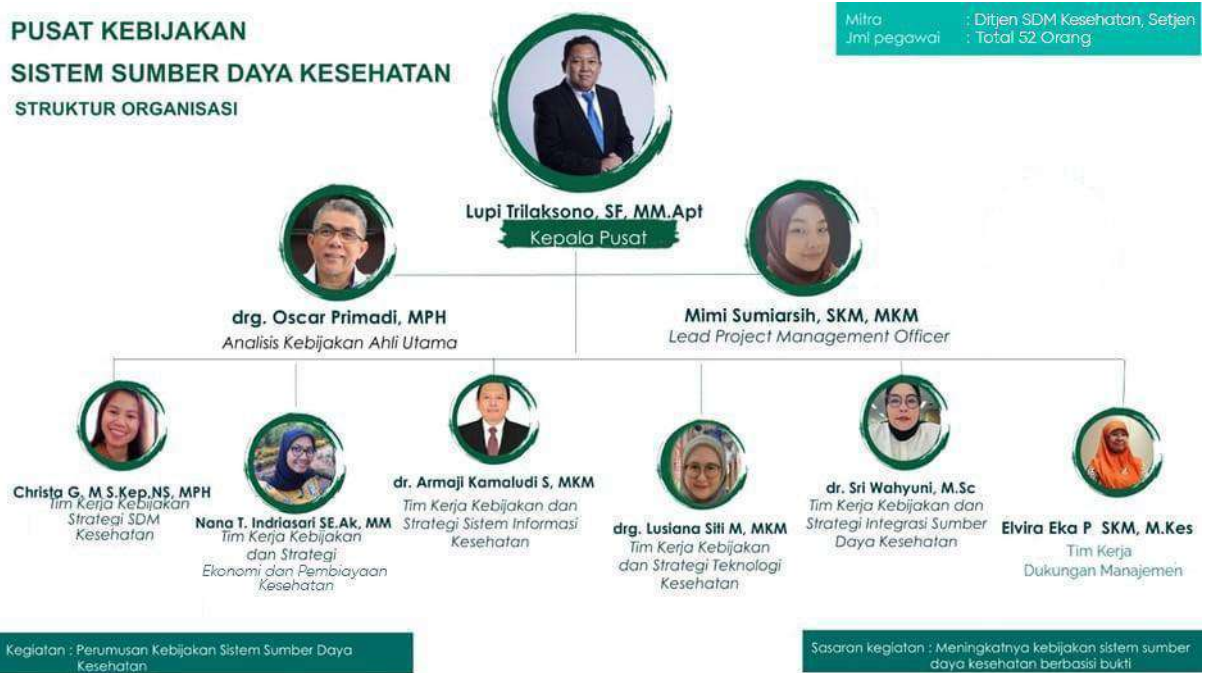 PUSAT KEBIJAKAN
SISTEM SUMBER DAYA KESEHATAN
STRUKTUR ORGANISASI
Mitra : Ditjen SDM Kesehatan, Setjen
Jml pegawai : Total 52 Orang
Lupi Trilaksono, SF, MM.Apt
Kepala Pusat
drg. Oscar Primadi, MPH
Analisis Kebijakan Ahli Utama
Mimi Sumiarsih, SKM, MKM
Lead Project Management Officer
Christa G, M S.Kep,NS, MPH
Tim Kerja Kebijakan
Strategi SDM
Kesehatan
Nana T. Indriasari SE.Ak, MM
Tim Kerja Kebijakan
dan Strategi
Ekonomi dan Pembiayaan
Kesehatan
dr. Armaji Kamaludi S, MKM
Tim Kerja Kebijakan dan
Strategi Sistem Informasi
Kesehatan
drg. Lusiana Siti M, MKM
Tim Kerja Kebijakan
dan Strategi Teknologi
Kesehatan
dr. Sri Wahyuni, M.Sc
Tim Kerja Kebijakan dan
Strategi Integrasi Sumber
Daya Kesehatan
Elvira Eka P SKM, M.Kes
Tim Kerja
Dukungan Manajemen
Kegiatan : Perumusan Kebijakan Sistem Sumber Daya
Kesehatan
Sasaran kegiatan : Meningkatnya kebijakan sistem sumber
daya kesehatan berbasisi bukti